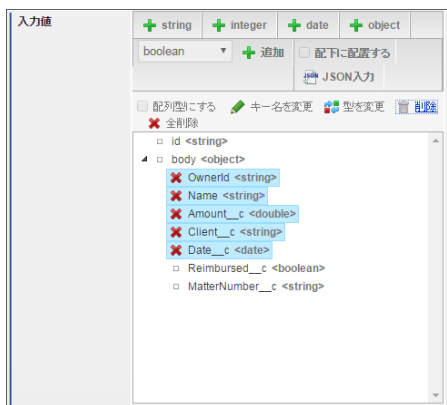 入力値
string integer date object
boolean 追加 配下に配置する
JSON JSON入力
配列型にする キー名を変更 型を変更 削除
全削除
id <string>
body <object>
OwnerId <string>
Name <string>
Amount__c <double>
Client__c <string>
Date__c <date>
Reimbursed__c <boolean>
MatterNumber__c <string>